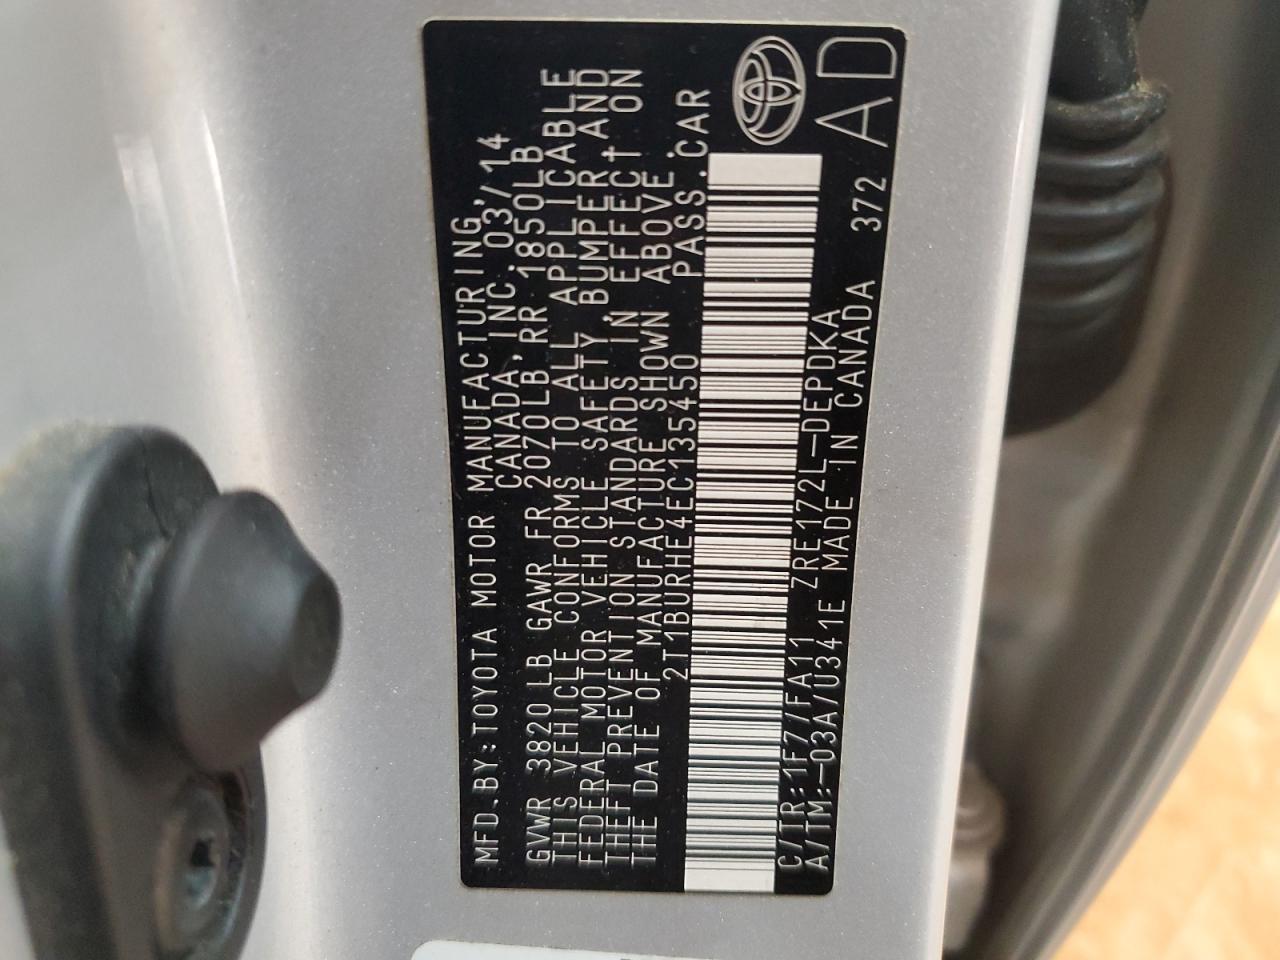 MFD.BY:TOYOTA MOTOR MANUFACTURING,
CANADA, INC. 03/14
GVWR 3820LB GAWR FR 2070LB RR 1850LB
THIS VEHICLE CONFORMS TO ALL APPLICABLE
FEDERAL MOTOR VEHICLE SAFETY, BUMPER, AND
THEFT PREVENTION STANDARDS IN EFFECT ON
THE DATE OF MANUFACTURE SHOWN ABOVE.
2T1BURHE4EC135450 PASS.CAR
C/TR:1F7/FA11 ZRE172L-DEPDKA
A/TM:-03A/U341E MADE IN CANADA 372
AD